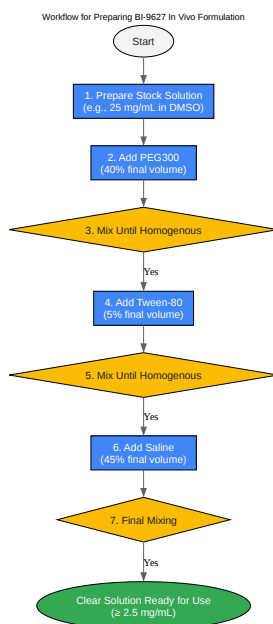 Workflow for Preparing BI-9627 In Vivo Formulation
Start
1. Prepare Stock Solution
(e.g., 25 mg/mL in DMSO)
2. Add PEG300
(40% final volume)
3. Mix Until Homogenous
Yes
4. Add Tween-80
(5% final volume)
5. Mix Until Homogenous
Yes
6. Add Saline
(45% final volume)
7. Final Mixing
Yes
Clear Solution Ready for Use
(≥ 2.5 mg/mL)